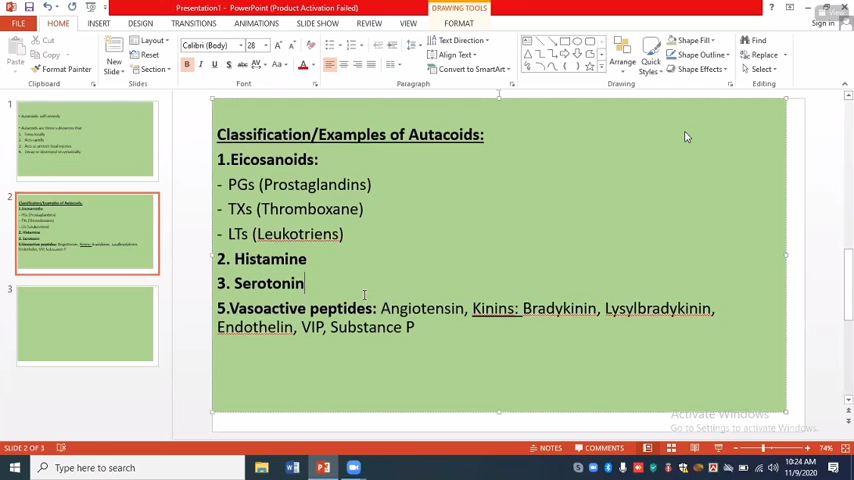 Presentation1 - PowerPoint (Product Activation Failed)
DRAWING TOOLS
View
FILE HOME INSERT DESIGN TRANSITIONS ANIMATIONS SLIDE SHOW REVIEW VIEW FORMAT Sign in
Paste
Cut
Copy
Format Painter
Clipboard
New Slide
Layout
Reset
Section
Slides
Calibri (Body) 28
Font
Text Direction
Align Text
Convert to SmartArt
Paragraph
Arrange
Quick Styles
Shape Fill
Shape Outline
Shape Effects
Drawing
Find
Replace
Select
Editing
1
2
3
Classification/Examples of Autacoids:
1.Eicosanoids:
- PGs (Prostaglandins)
- TXs (Thromboxane)
- LTs (Leukotriens)
2. Histamine
3. Serotonin
5.Vasoactive peptides: Angiotensin, Kinins: Bradykinin, Lysylbradykinin,
Endothelin, VIP, Substance P
Activate Windows
Go to Settings to activate Windows.
SLIDE 2 OF 3
NOTES COMMENTS 74%
Type here to search
10:24 AM
11/9/2020